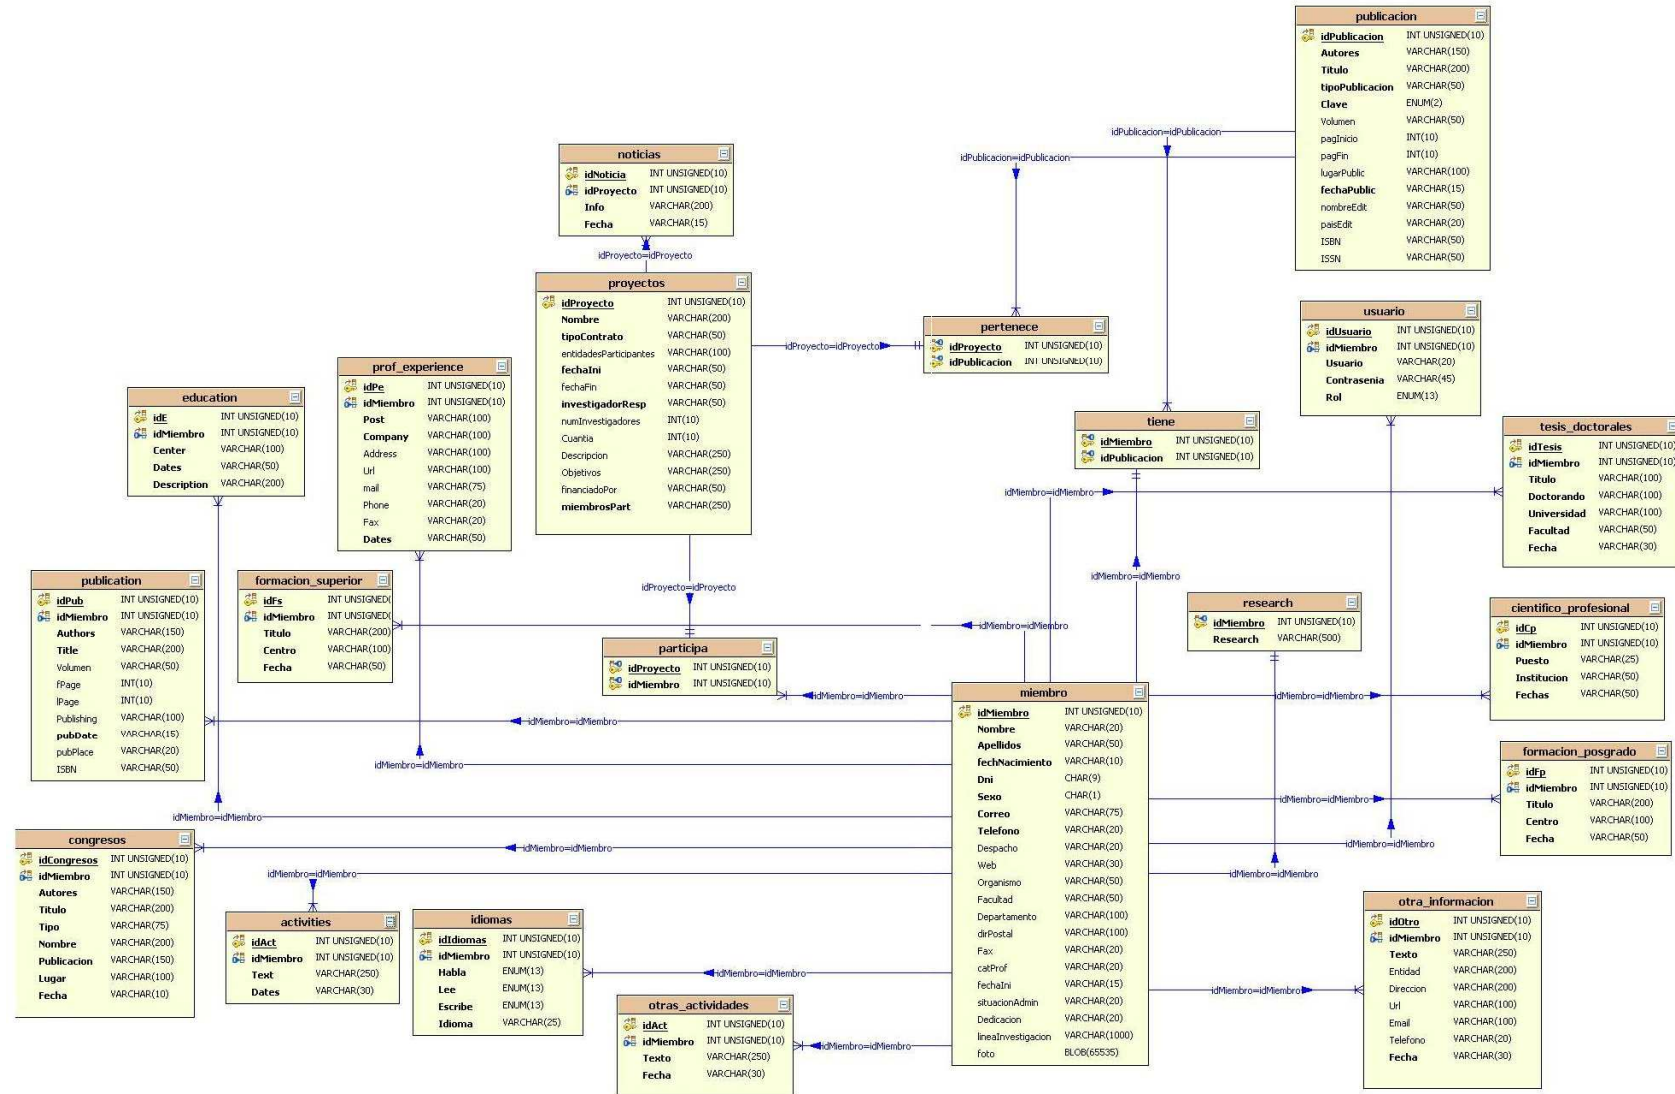 publicacion
idPublicacion INT UNSIGNED(10)
Autores VARCHAR(150)
Titulo VARCHAR(200)
tipoPublicacion VARCHAR(50)
Clave ENUM(2)
Volumen VARCHAR(50)
pagInicio INT(10)
pagFin INT(10)
lugarPublic VARCHAR(100)
fechaPublic VARCHAR(15)
nombreEdit VARCHAR(50)
paisEdit VARCHAR(20)
ISBN VARCHAR(50)
ISSN VARCHAR(50)
idPublicacion=idPublicacion
idPublicacion=idPublicacion
noticias
idNoticia INT UNSIGNED(10)
idProyecto INT UNSIGNED(10)
Info VARCHAR(200)
Fecha VARCHAR(15)
idProyecto=idProyecto
proyectos
idProyecto INT UNSIGNED(10)
Nombre VARCHAR(200)
tipoContrato VARCHAR(50)
entidadesParticipantes VARCHAR(100)
fechaIni VARCHAR(50)
fechaFin VARCHAR(50)
investigadorResp VARCHAR(50)
numInvestigadores INT(10)
Cuantia INT(10)
Descripcion VARCHAR(250)
Objetivos VARCHAR(250)
financiadoPor VARCHAR(50)
miembrosPart VARCHAR(250)
idProyecto=idProyecto
pertenece
idProyecto INT UNSIGNED(10)
idPublicacion INT UNSIGNED(10)
usuario
idUsuario INT UNSIGNED(10)
idMiembro INT UNSIGNED(10)
Usuario VARCHAR(20)
Contrasenia VARCHAR(45)
Rol ENUM(13)
prof_experience
idPe INT UNSIGNED(10)
idMiembro INT UNSIGNED(10)
Post VARCHAR(100)
Company VARCHAR(100)
Address VARCHAR(100)
Url VARCHAR(100)
mail VARCHAR(75)
Phone VARCHAR(20)
Fax VARCHAR(20)
Dates VARCHAR(50)
education
idE INT UNSIGNED(10)
idMiembro INT UNSIGNED(10)
Center VARCHAR(100)
Dates VARCHAR(50)
Description VARCHAR(200)
tiene
idMiembro INT UNSIGNED(10)
idPublicacion INT UNSIGNED(10)
tesis_doctorales
idTesis INT UNSIGNED(10)
idMiembro INT UNSIGNED(10)
Titulo VARCHAR(100)
Doctorando VARCHAR(100)
Universidad VARCHAR(100)
Facultad VARCHAR(50)
Fecha VARCHAR(30)
idMiembro=idMiembro
idMiembro=idMiembro
idProyecto=idProyecto
publication
idPub INT UNSIGNED(10)
idMiembro INT UNSIGNED(10)
Authors VARCHAR(150)
Title VARCHAR(200)
Volumen VARCHAR(50)
fPage INT(10)
lPage INT(10)
Publishing VARCHAR(100)
pubDate VARCHAR(15)
pubPlace VARCHAR(20)
ISBN VARCHAR(50)
formacion_superior
idFs INT UNSIGNED(
idMiembro INT UNSIGNED(
Titulo VARCHAR(200)
Centro VARCHAR(100)
Fecha VARCHAR(50)
idMiembro=idMiembro
research
idMiembro INT UNSIGNED(10)
Research VARCHAR(500)
cientifico_profesional
idCp INT UNSIGNED(10)
idMiembro INT UNSIGNED(10)
Puesto VARCHAR(25)
Institucion VARCHAR(50)
Fechas VARCHAR(50)
participa
idProyecto INT UNSIGNED(10)
idMiembro INT UNSIGNED(10)
idMiembro=idMiembro
idMiembro=idMiembro
idMiembro=idMiembro
idMiembro=idMiembro
miembro
idMiembro INT UNSIGNED(10)
Nombre VARCHAR(20)
Apellidos VARCHAR(50)
fechNacimiento VARCHAR(10)
Dni CHAR(9)
Sexo CHAR(1)
Correo VARCHAR(75)
Telefono VARCHAR(20)
Despacho VARCHAR(20)
Web VARCHAR(30)
Organismo VARCHAR(50)
Facultad VARCHAR(50)
Departamento VARCHAR(100)
dirPostal VARCHAR(100)
Fax VARCHAR(20)
catProf VARCHAR(20)
fechaIni VARCHAR(15)
situacionAdmin VARCHAR(20)
Dedicacion VARCHAR(20)
lineaInvestigacion VARCHAR(1000)
foto BLOB(65535)
formacion_posgrado
idFp INT UNSIGNED(10)
idMiembro INT UNSIGNED(10)
Titulo VARCHAR(200)
Centro VARCHAR(100)
Fecha VARCHAR(50)
idMiembro=idMiembro
idMiembro=idMiembro
idMiembro=idMiembro
idMiembro=idMiembro
idMiembro=idMiembro
idMiembro=idMiembro
congresos
idCongresos INT UNSIGNED(10)
idMiembro INT UNSIGNED(10)
Autores VARCHAR(150)
Titulo VARCHAR(200)
Tipo VARCHAR(75)
Nombre VARCHAR(200)
Publicacion VARCHAR(150)
Lugar VARCHAR(100)
Fecha VARCHAR(10)
activities
idAct INT UNSIGNED(10)
idMiembro INT UNSIGNED(10)
Text VARCHAR(250)
Dates VARCHAR(30)
idiomas
idIdiomas INT UNSIGNED(10)
idMiembro INT UNSIGNED(10)
Habla ENUM(13)
Lee ENUM(13)
Escribe ENUM(13)
Idioma VARCHAR(25)
idMiembro=idMiembro
otras_actividades
idAct INT UNSIGNED(10)
idMiembro INT UNSIGNED(10)
Texto VARCHAR(250)
Fecha VARCHAR(30)
idMiembro=idMiembro
idMiembro=idMiembro
otra_informacion
idOtro INT UNSIGNED(10)
idMiembro INT UNSIGNED(10)
Texto VARCHAR(250)
Entidad VARCHAR(200)
Direccion VARCHAR(200)
Url VARCHAR(100)
Email VARCHAR(100)
Telefono VARCHAR(20)
Fecha VARCHAR(30)